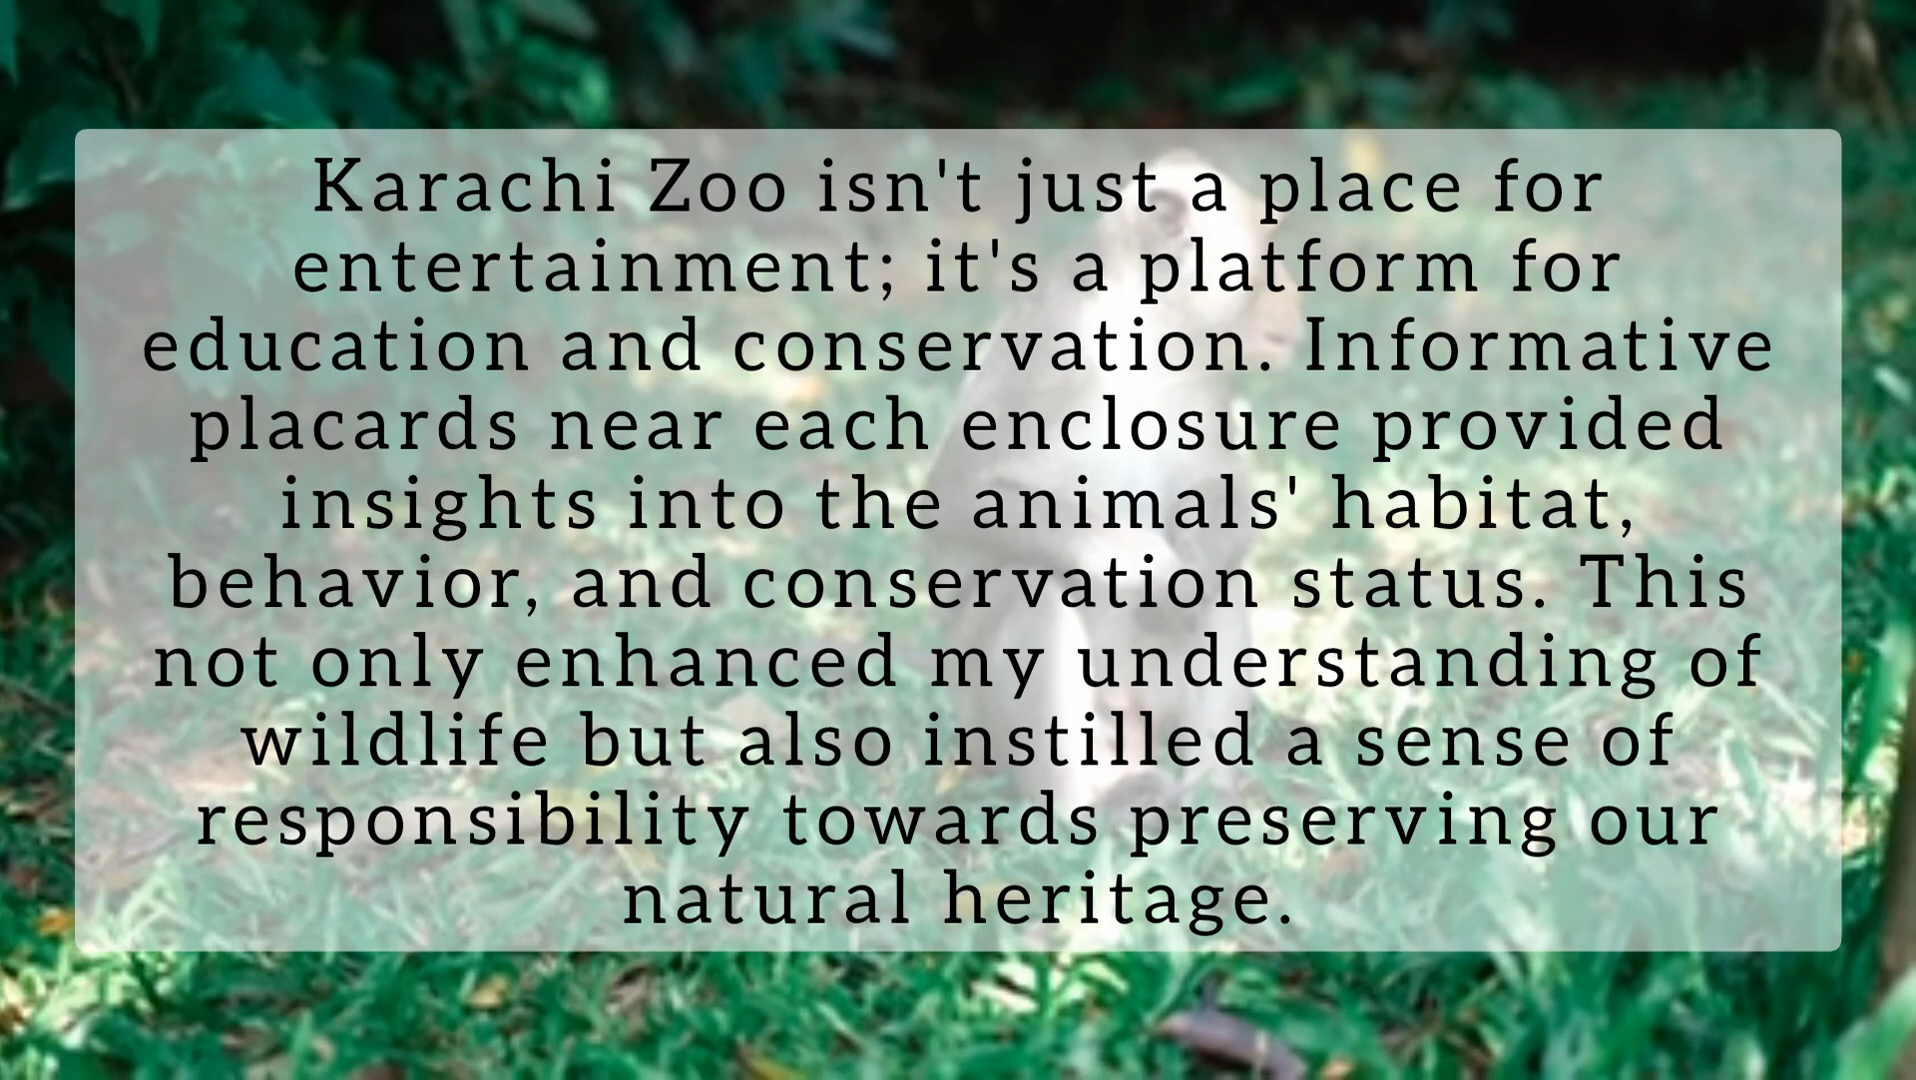 Karachi Zoo isn't just a place for
entertainment; it's a platform for
education and conservation. Informative
placards near each enclosure provided
insights into the animals' habitat,
behavior, and conservation status. This
not only enhanced my understanding of
wildlife but also instilled a sense of
responsibility towards preserving our
natural heritage.